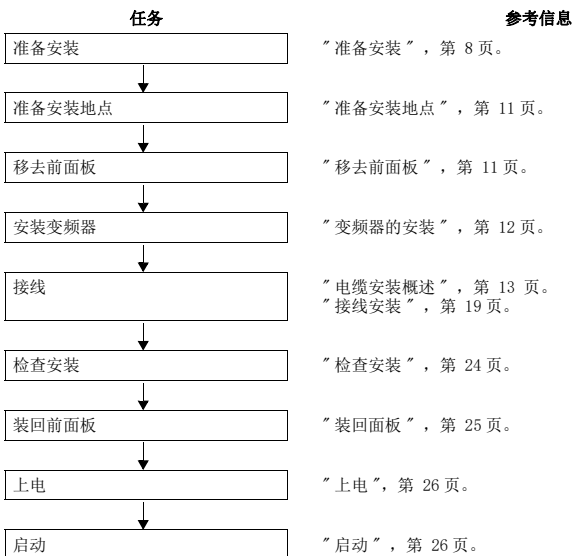 任务 参考信息
准备安装 "准备安装", 第 8 页。
准备安装地点 "准备安装地点", 第 11 页。
移去前面板 "移去前面板", 第 11 页。
安装变频器 "变频器的安装", 第 12 页。
接线 "电缆安装概述", 第 13 页。
"接线安装", 第 19 页。
检查安装 "检查安装", 第 24 页。
装回前面板 "装回面板", 第 25 页。
上电 "上电", 第 26 页。
启动 "启动", 第 26 页。